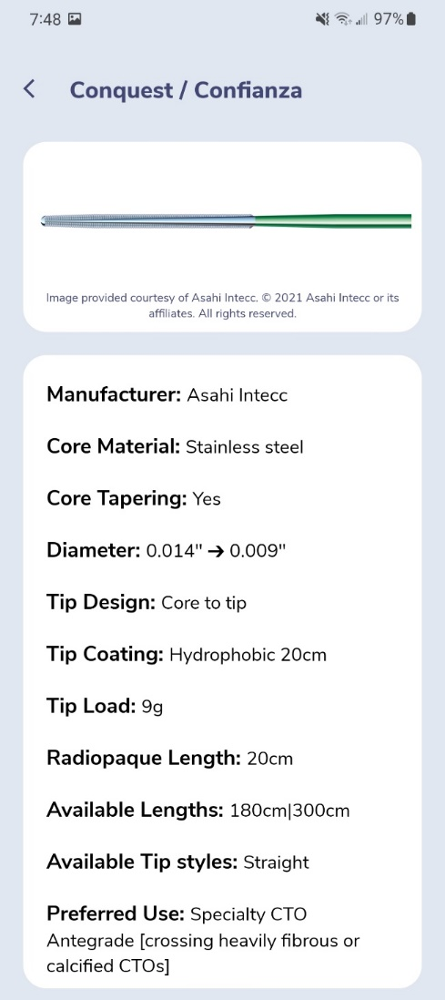 7:48 97%
Conquest / Confianza
Image provided courtesy of Asahi Intecc. © 2021 Asahi Intecc or its
affiliates. All rights reserved.
Manufacturer: Asahi Intecc
Core Material: Stainless steel
Core Tapering: Yes
Diameter: 0.014" ➔ 0.009"
Tip Design: Core to tip
Tip Coating: Hydrophobic 20cm
Tip Load: 9g
Radiopaque Length: 20cm
Available Lengths: 180cm|300cm
Available Tip styles: Straight
Preferred Use: Specialty CTO
Antegrade [crossing heavily fibrous or
calcified CTOs]